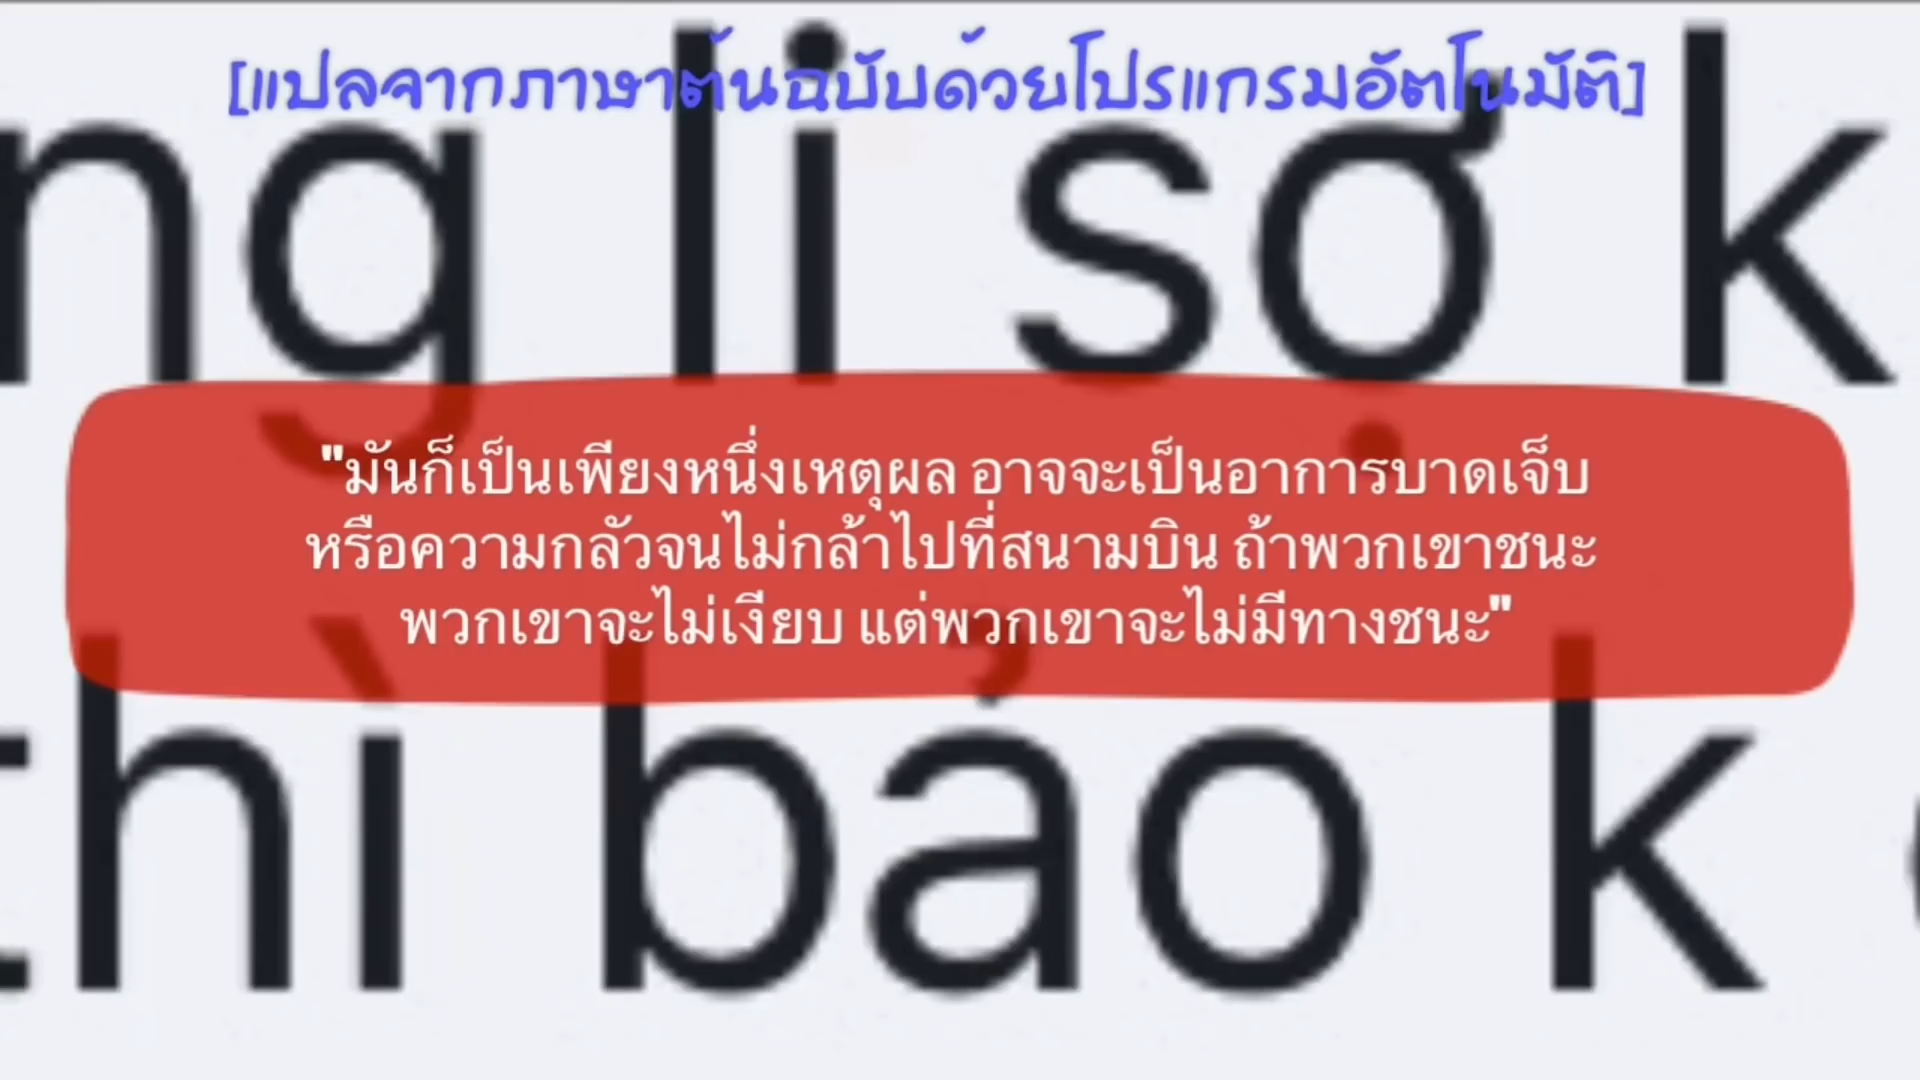 [แปลจากภาษาต้นฉบับด้วยโปรแกรมอัตโนมัติ]
ng li sợ k
"มันก็เป็นเพียงหนึ่งเหตุผล อาจจะเป็นอาการบาดเจ็บ
หรือความกลัวจนไม่กล้าไปที่สนามบิน ถ้าพวกเขาชนะ
พวกเขาจะไม่เงียบ แต่พวกเขาจะไม่มีทางชนะ"
thì bảo k